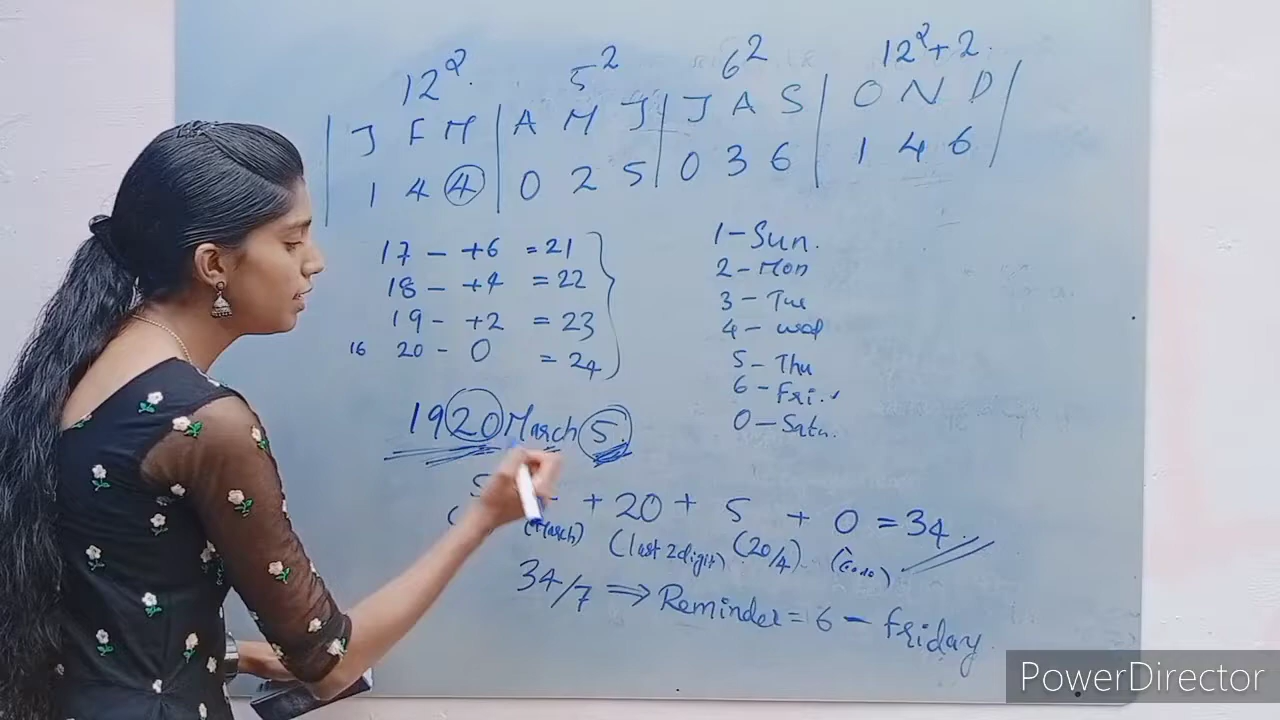 12² 5² 6² 12²+2.
J F M A M J J A S O N D
1 4 4 0 2 5 0 3 6 1 4 6
17 - +6 = 21
18 - +4 = 22
19 - +2 = 23
16 20 - 0 = 24
1 - Sun.
2 - Mon
3 - Tue
4 - wed
5 - Thu
6 - Fri.
0 - Satu.
1920 March 5.
5 + 20 + 5 + 0 = 34
(March) (last 2 digit) (20/4)
34/7 ⇒ Reminder = 6 - friday
PowerDirector